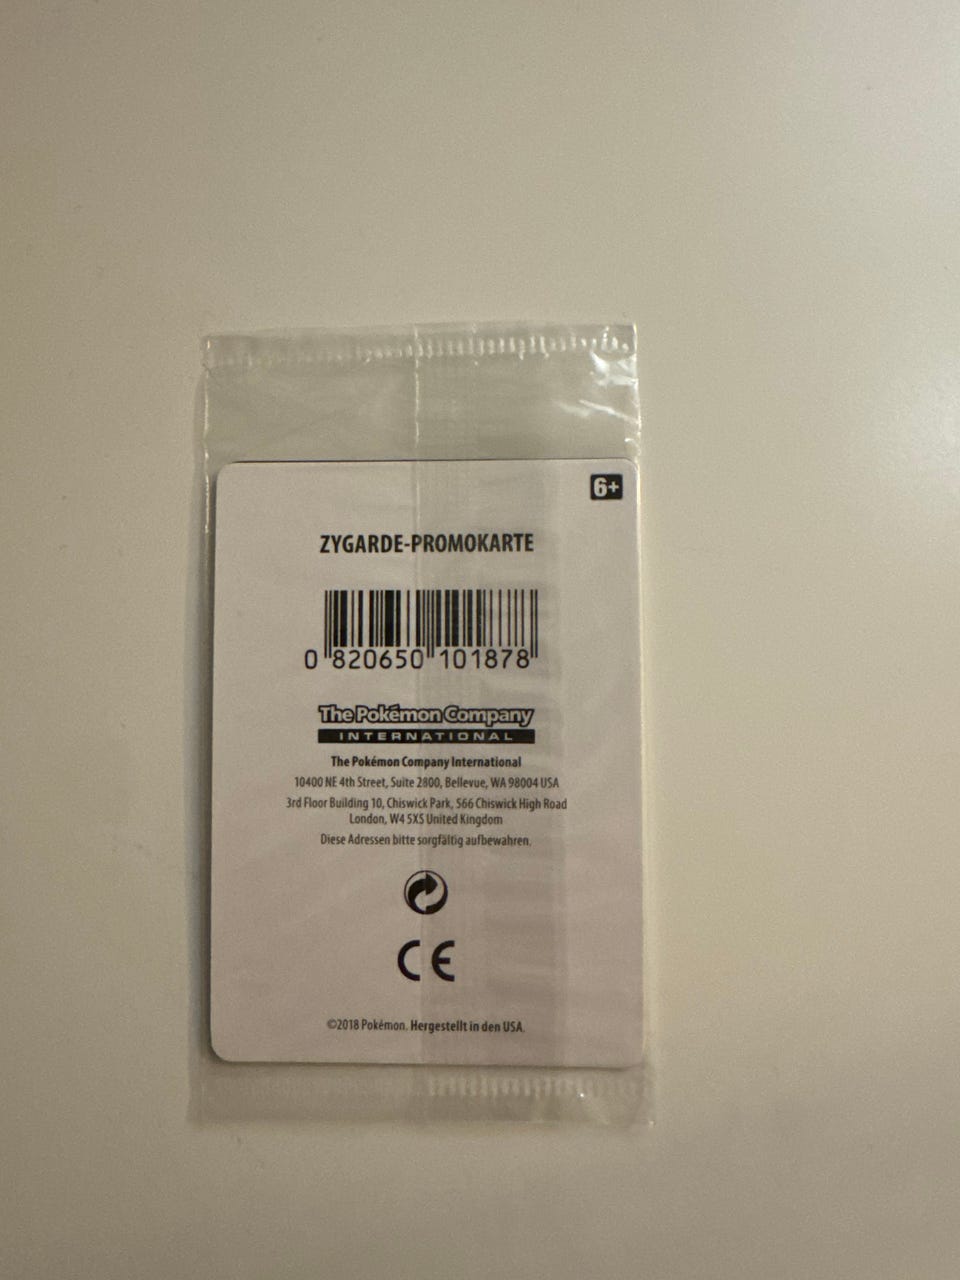 6+
ZYGARDE-PROMOKARTE
0 820650 101878
The Pokémon Company
INTERNATIONAL
The Pokémon Company International
10400 NE 4th Street, Suite 2800, Bellevue, WA 98004 USA
3rd Floor Building 10, Chiswick Park, 566 Chiswick High Road
London, W4 5XS United Kingdom
Diese Adressen bitte sorgfältig aufbewahren.
CE
©2018 Pokémon. Hergestellt in den USA.